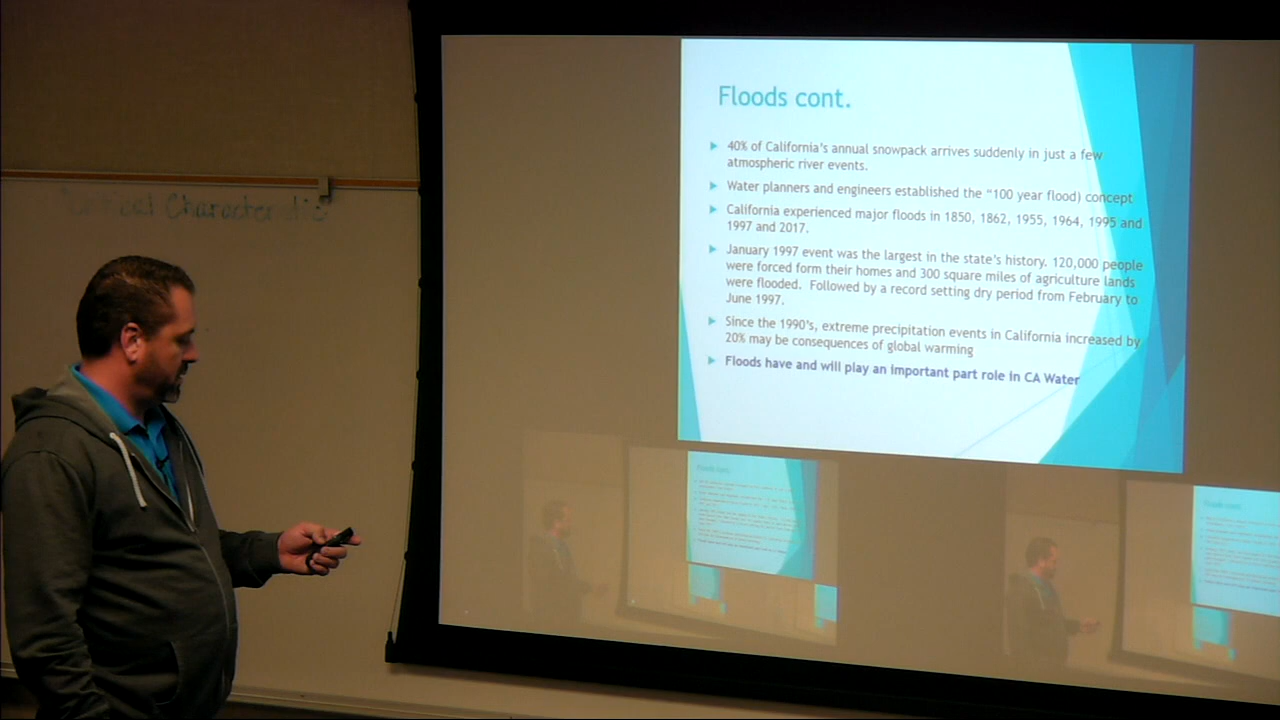 Critical Characteristic
Floods cont.
40% of California's annual snowpack arrives suddenly in just a few
atmospheric river events.
Water planners and engineers established the "100 year flood) concept
California experienced major floods in 1850, 1862, 1955, 1964, 1995 and
1997 and 2017.
January 1997 event was the largest in the state's history. 120,000 people
were forced form their homes and 300 square miles of agriculture lands
were flooded. Followed by a record setting dry period from February to
June 1997.
Since the 1990's, extreme precipitation events in California increased by
20% may be consequences of global warming
Floods have and will play an important part role in CA Water
Floods cont.